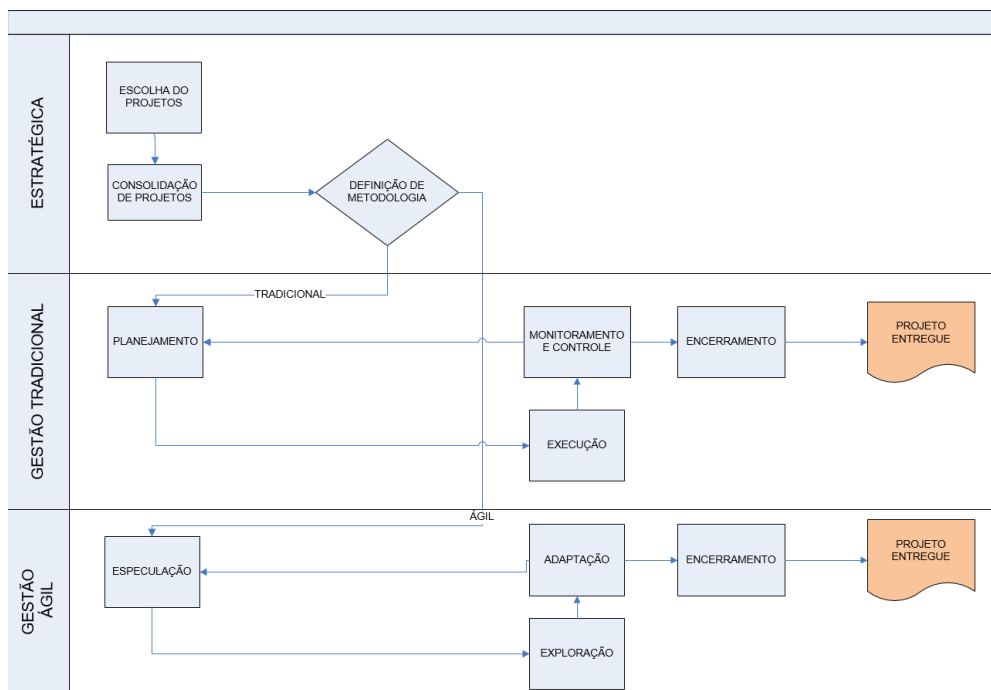 ESTRATÉGICA
ESCOLHA DO
PROJETOS
CONSOLIDAÇÃO
DE PROJETOS
DEFINIÇÃO DE
METODOLOGIA
GESTÃO TRADICIONAL
TRADICIONAL
PLANEJAMENTO
MONITORAMENTO
E CONTROLE
ENCERRAMENTO
PROJETO
ENTREGUE
EXECUÇÃO
GESTÃO
ÁGIL
ÁGIL
ESPECULAÇÃO
ADAPTAÇÃO
ENCERRAMENTO
PROJETO
ENTREGUE
EXPLORAÇÃO